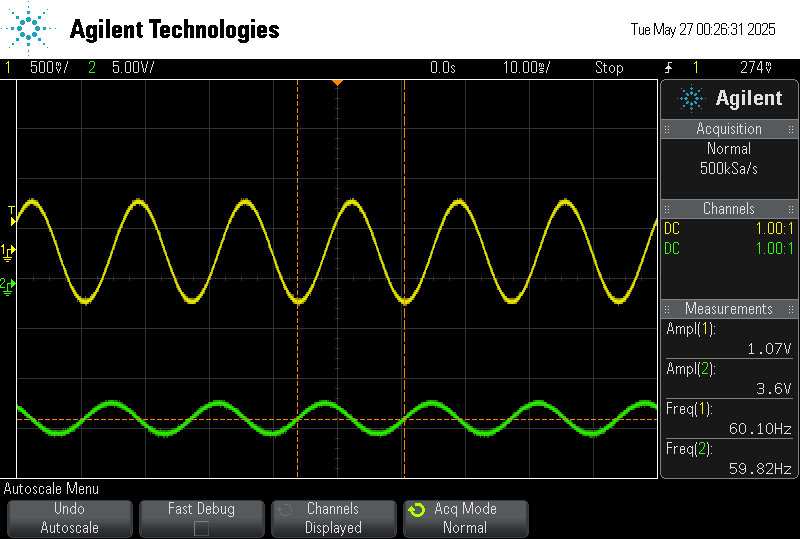 Agilent Technologies
Tue May 27 00:26:31 2025
1 500mV/ 2 5.00V/ 0.0s 10.00ms/ Stop 1 274mV
Agilent
Acquisition
Normal
500kSa/s
Channels
DC 1.00:1
DC 1.00:1
Measurements
Ampl(1):
1.07V
Ampl(2):
3.6V
Freq(1):
60.10Hz
Freq(2):
59.82Hz
T
1
2
Autoscale Menu
Undo
Autoscale
Fast Debug
Channels
Displayed
Acq Mode
Normal